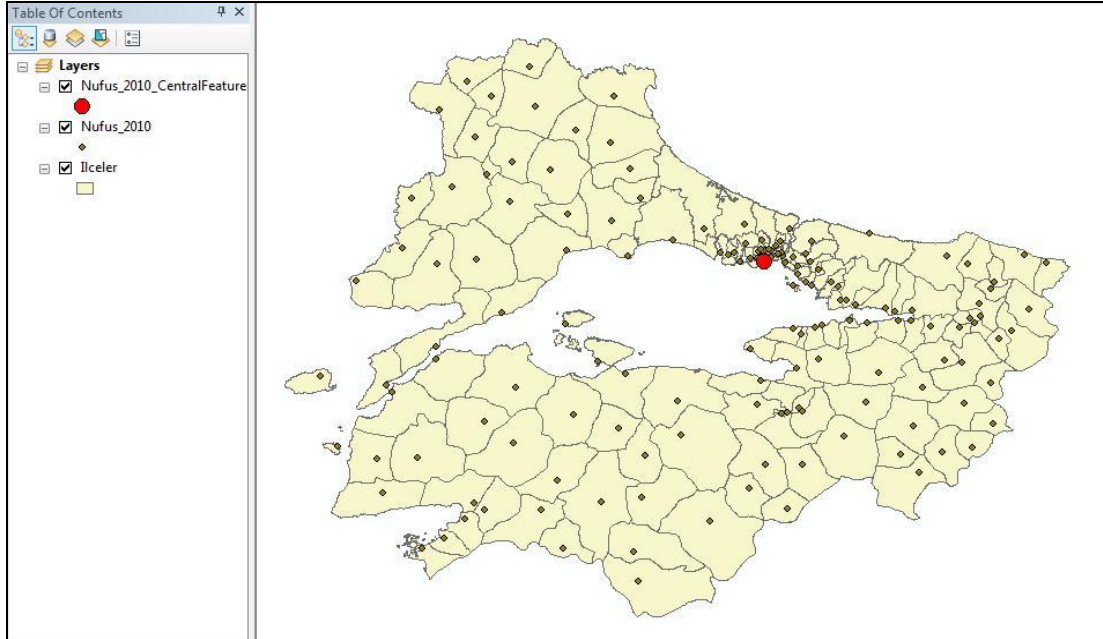 Table Of Contents
Layers
Nufus_2010_CentralFeature
Nufus_2010
Ilceler